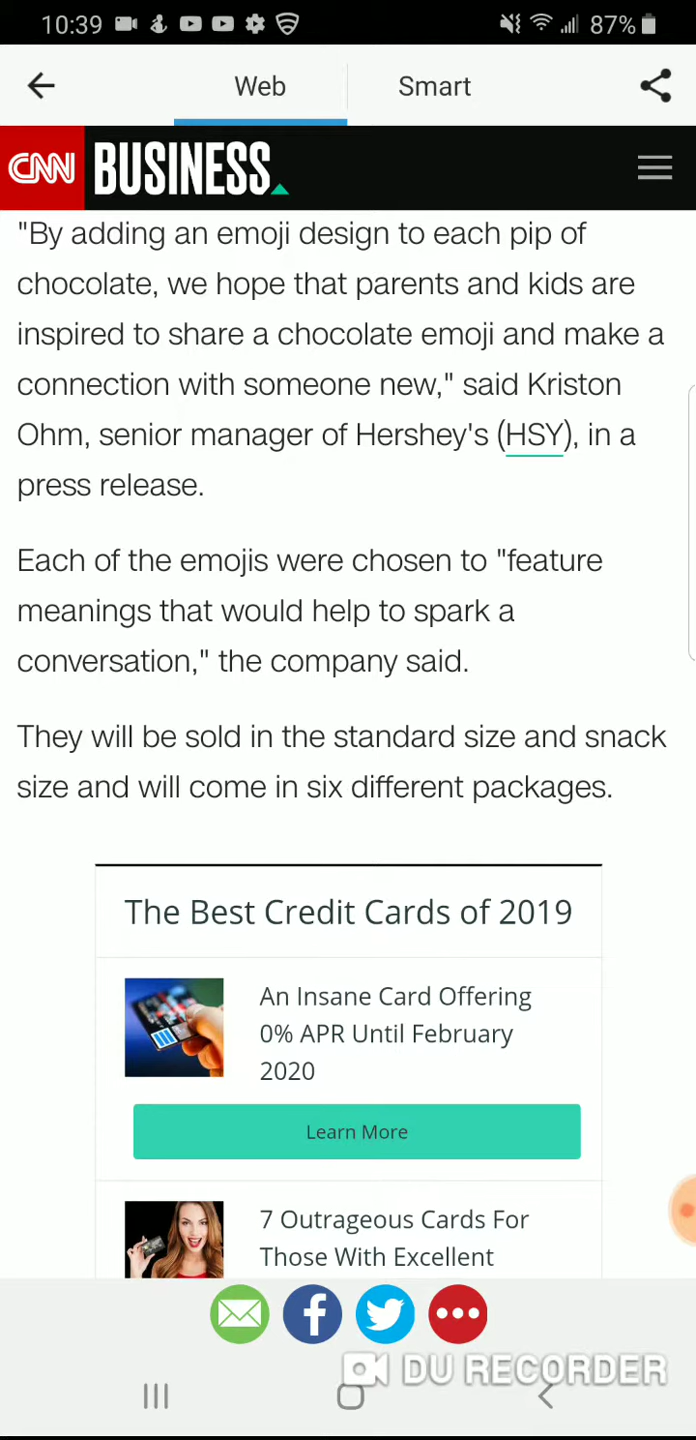 10:39
87%
Web
Smart
CNN BUSINESS
"By adding an emoji design to each pip of
chocolate, we hope that parents and kids are
inspired to share a chocolate emoji and make a
connection with someone new," said Kriston
Ohm, senior manager of Hershey's (HSY), in a
press release.
Each of the emojis were chosen to "feature
meanings that would help to spark a
conversation," the company said.
They will be sold in the standard size and snack
size and will come in six different packages.
The Best Credit Cards of 2019
An Insane Card Offering
0% APR Until February
2020
Learn More
7 Outrageous Cards For
Those With Excellent
DU RECORDER